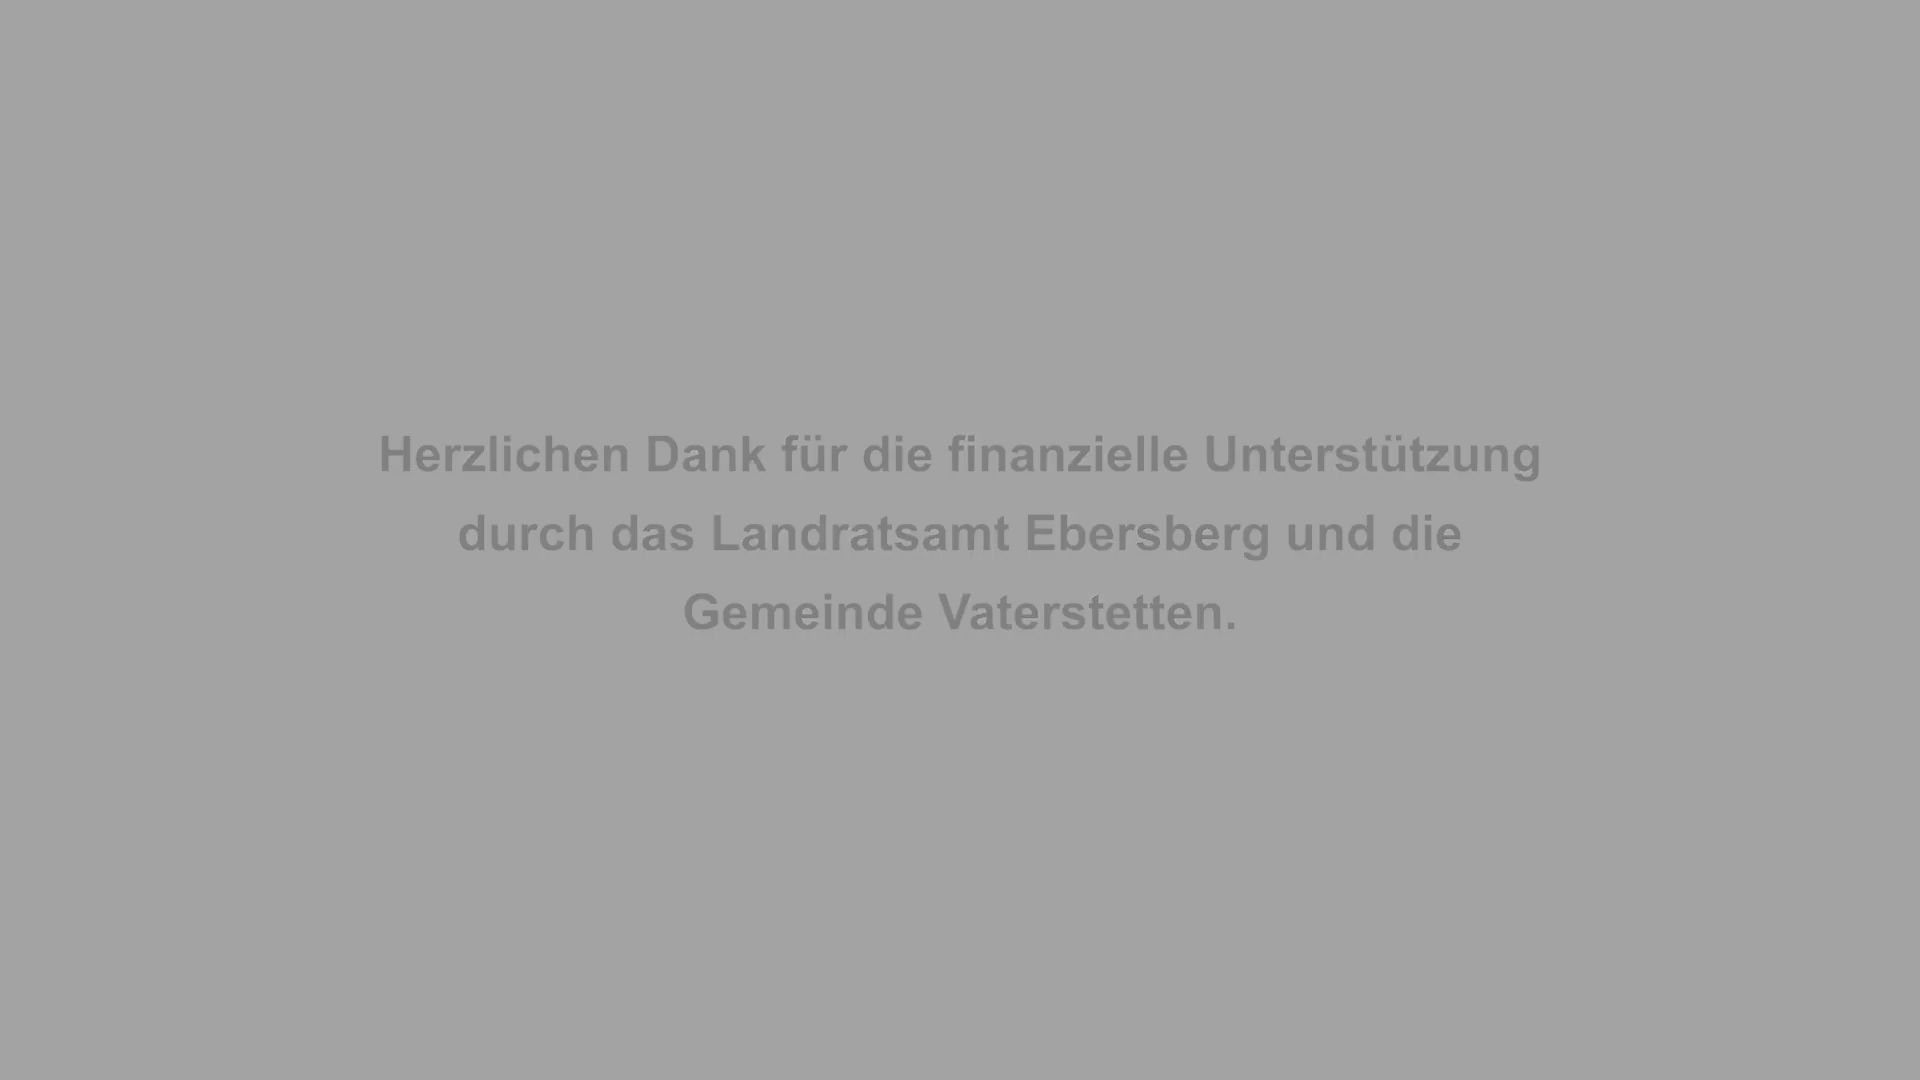 Herzlichen Dank für die finanzielle Unterstützung
durch das Landratsamt Ebersberg und die
Gemeinde Vaterstetten.